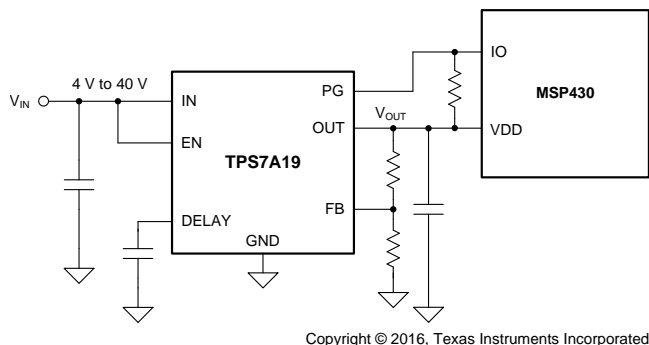 4 V to 40 V
V_IN
IN
EN
DELAY
GND
TPS7A19
PG
OUT
FB
V_OUT
IO
VDD
MSP430
Copyright © 2016, Texas Instruments Incorporated